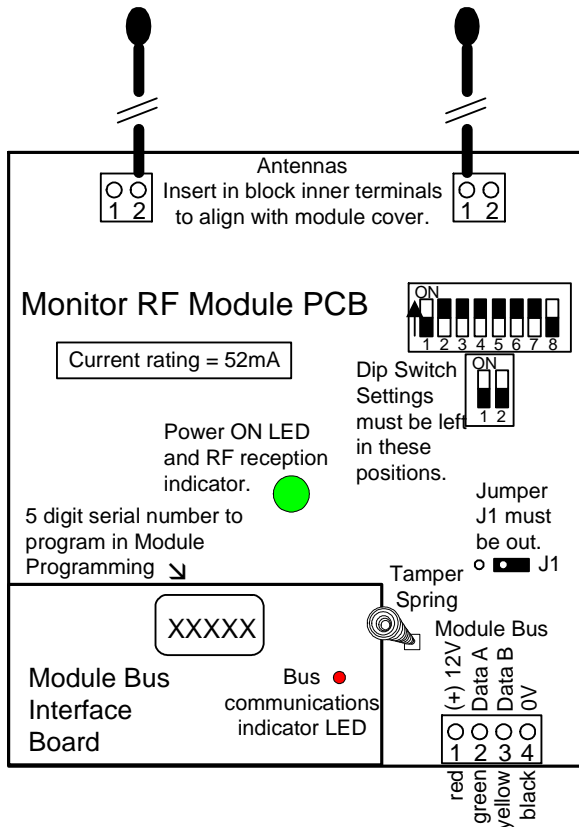 Antennas
Insert in block inner terminals
to align with module cover.
1 2
1 2
Monitor RF Module PCB
ON
1 2 3 4 5 6 7 8
Current rating = 52mA
ON
1 2
Dip Switch
Settings
must be left
in these
positions.
Power ON LED
and RF reception
indicator.
Jumper
J1 must
be out.
J1
5 digit serial number to
program in Module
Programming
Tamper
Spring
XXXXX
Module Bus
Interface
Board
Bus
communications
indicator LED
Module Bus
(+) 12V
Data A
Data B
0V
1 2 3 4
red
green
yellow
black